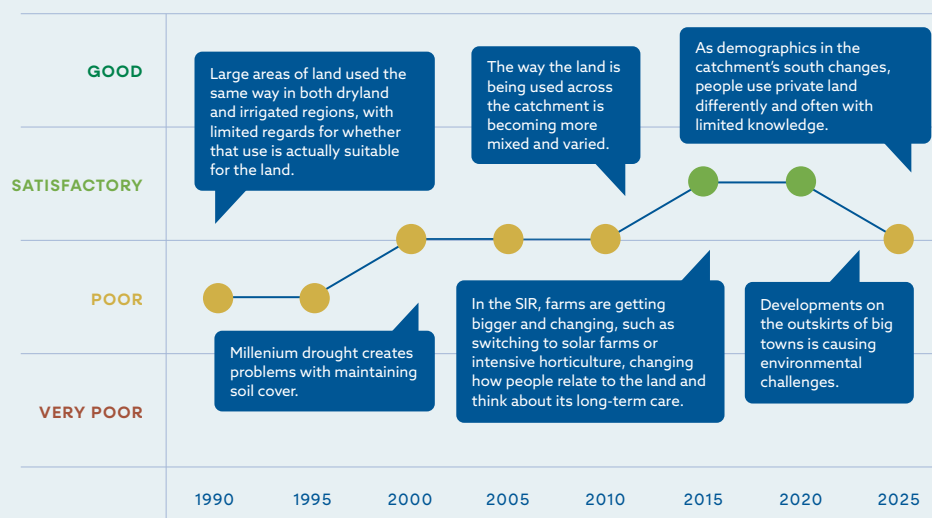 GOOD
SATISFACTORY
POOR
VERY POOR
Large areas of land used the
same way in both dryland
and irrigated regions, with
limited regards for whether
that use is actually suitable
for the land.
The way the land is
being used across
the catchment is
becoming more
mixed and varied.
As demographics in the
catchment’s south changes,
people use private land
differently and often with
limited knowledge.
Millenium drought creates
problems with maintaining
soil cover.
In the SIR, farms are getting
bigger and changing, such as
switching to solar farms or
intensive horticulture, changing
how people relate to the land and
think about its long-term care.
Developments on
the outskirts of big
towns is causing
environmental
challenges.
1990 1995 2000 2005 2010 2015 2020 2025